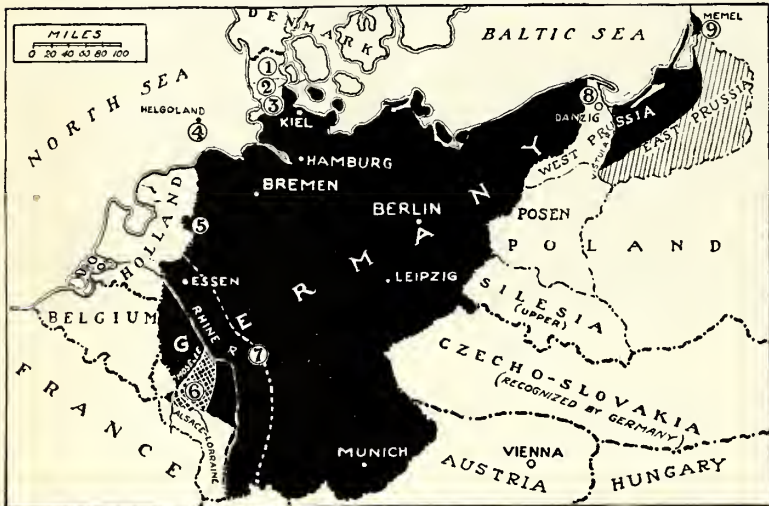 MILES
0 20 40 60 80 100
DENMARK
BALTIC SEA
MEMEL
9
NORTH SEA
1
2
3
KIEL
HELGOLAND
4
8
DANZIG
WEST PRUSSIA
VISTULA R.
EAST PRUSSIA
HAMBURG
BREMEN
HOLLAND
5
BERLIN
POSEN
POLAND
GERMANY
ESSEN
LEIPZIG
RHINE R.
SILESIA
(UPPER)
BELGIUM
7
MOSELLE
6
CZECHO-SLOVAKIA
(RECOGNIZED BY GERMANY)
FRANCE
ALSACE-LORRAINE
MUNICH
VIENNA
AUSTRIA
HUNGARY